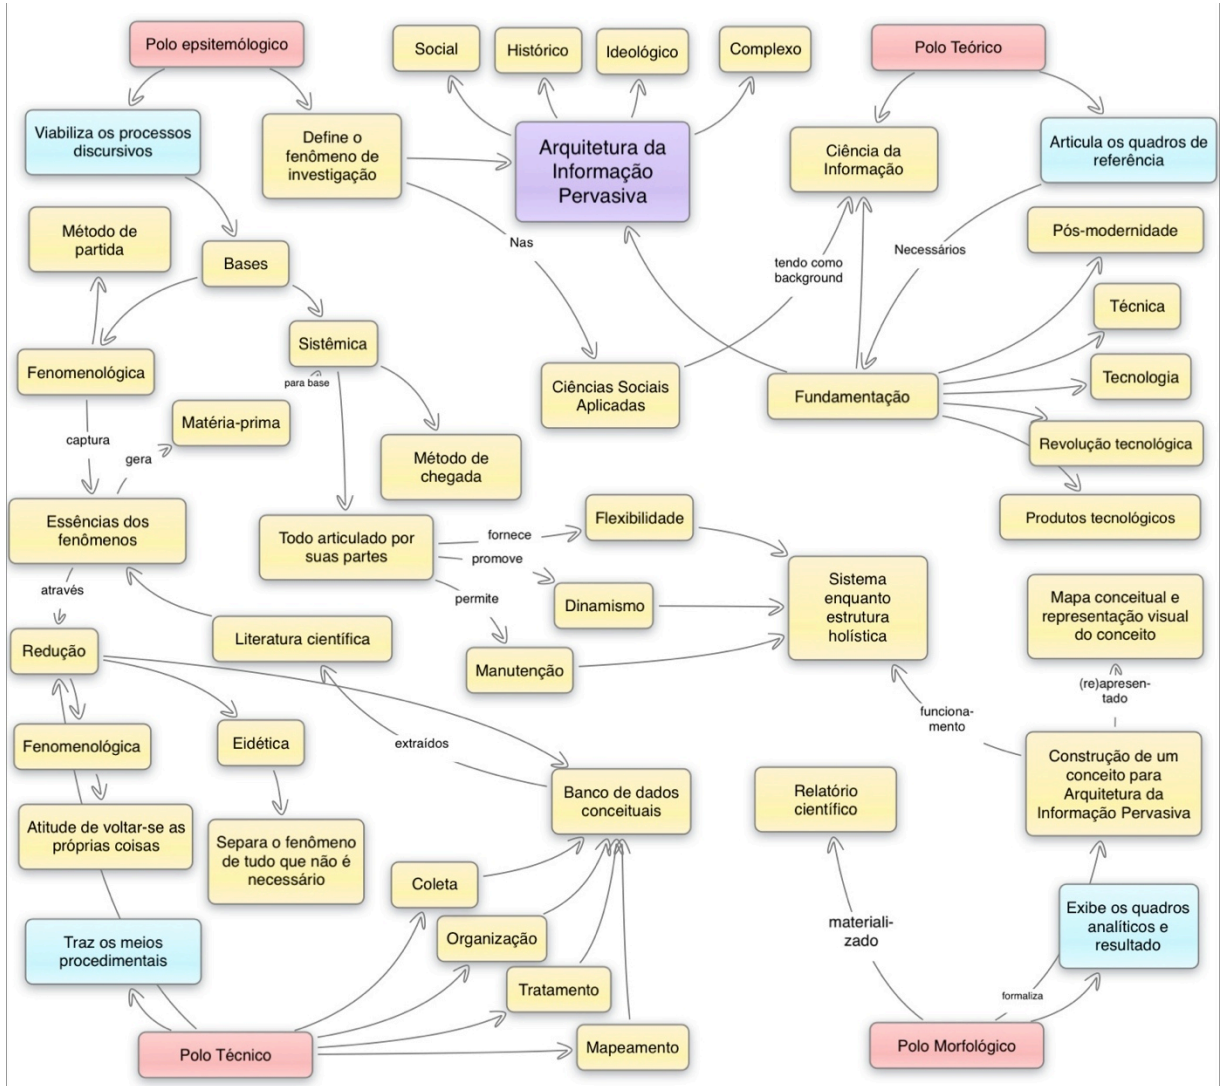 Polo epsitemólogico
Social
Histórico
Ideológico
Complexo
Polo Teórico
Viabiliza os processos
discursivos
Define o
fenômeno de
investigação
Arquitetura da
Informação
Pervasiva
Ciência da
Informação
Articula os quadros de
referência
Método de
partida
Bases
Nas
tendo como
background
Necessários
Pós-modernidade
Técnica
Tecnologia
Revolução tecnológica
Produtos tecnológicos
Fenomenológica
Sistêmica
para base
Ciências Sociais
Aplicadas
Fundamentação
captura
Matéria-prima
gera
Método de
chegada
Essências dos
fenômenos
Todo articulado por
suas partes
fornece
promove
permite
Flexibilidade
Dinamismo
Manutenção
Sistema
enquanto
estrutura
holística
Mapa conceitual e
representação visual
do conceito
através
Redução
Literatura científica
(re)apresen-
tado
funciona-
mento
Fenomenológica
Eidética
extraídos
Banco de dados
conceituais
Relatório
científico
Construção de um
conceito para
Arquitetura da
Informação Pervasiva
Atitude de voltar-se as
próprias coisas
Separa o fenômeno
de tudo que não é
necessário
Coleta
Organização
Tratamento
Mapeamento
materiali-
zado
Exibe os quadros
analíticos e
resultado
Traz os meios
procedimentais
formaliza
Polo Técnico
Polo Morfológico